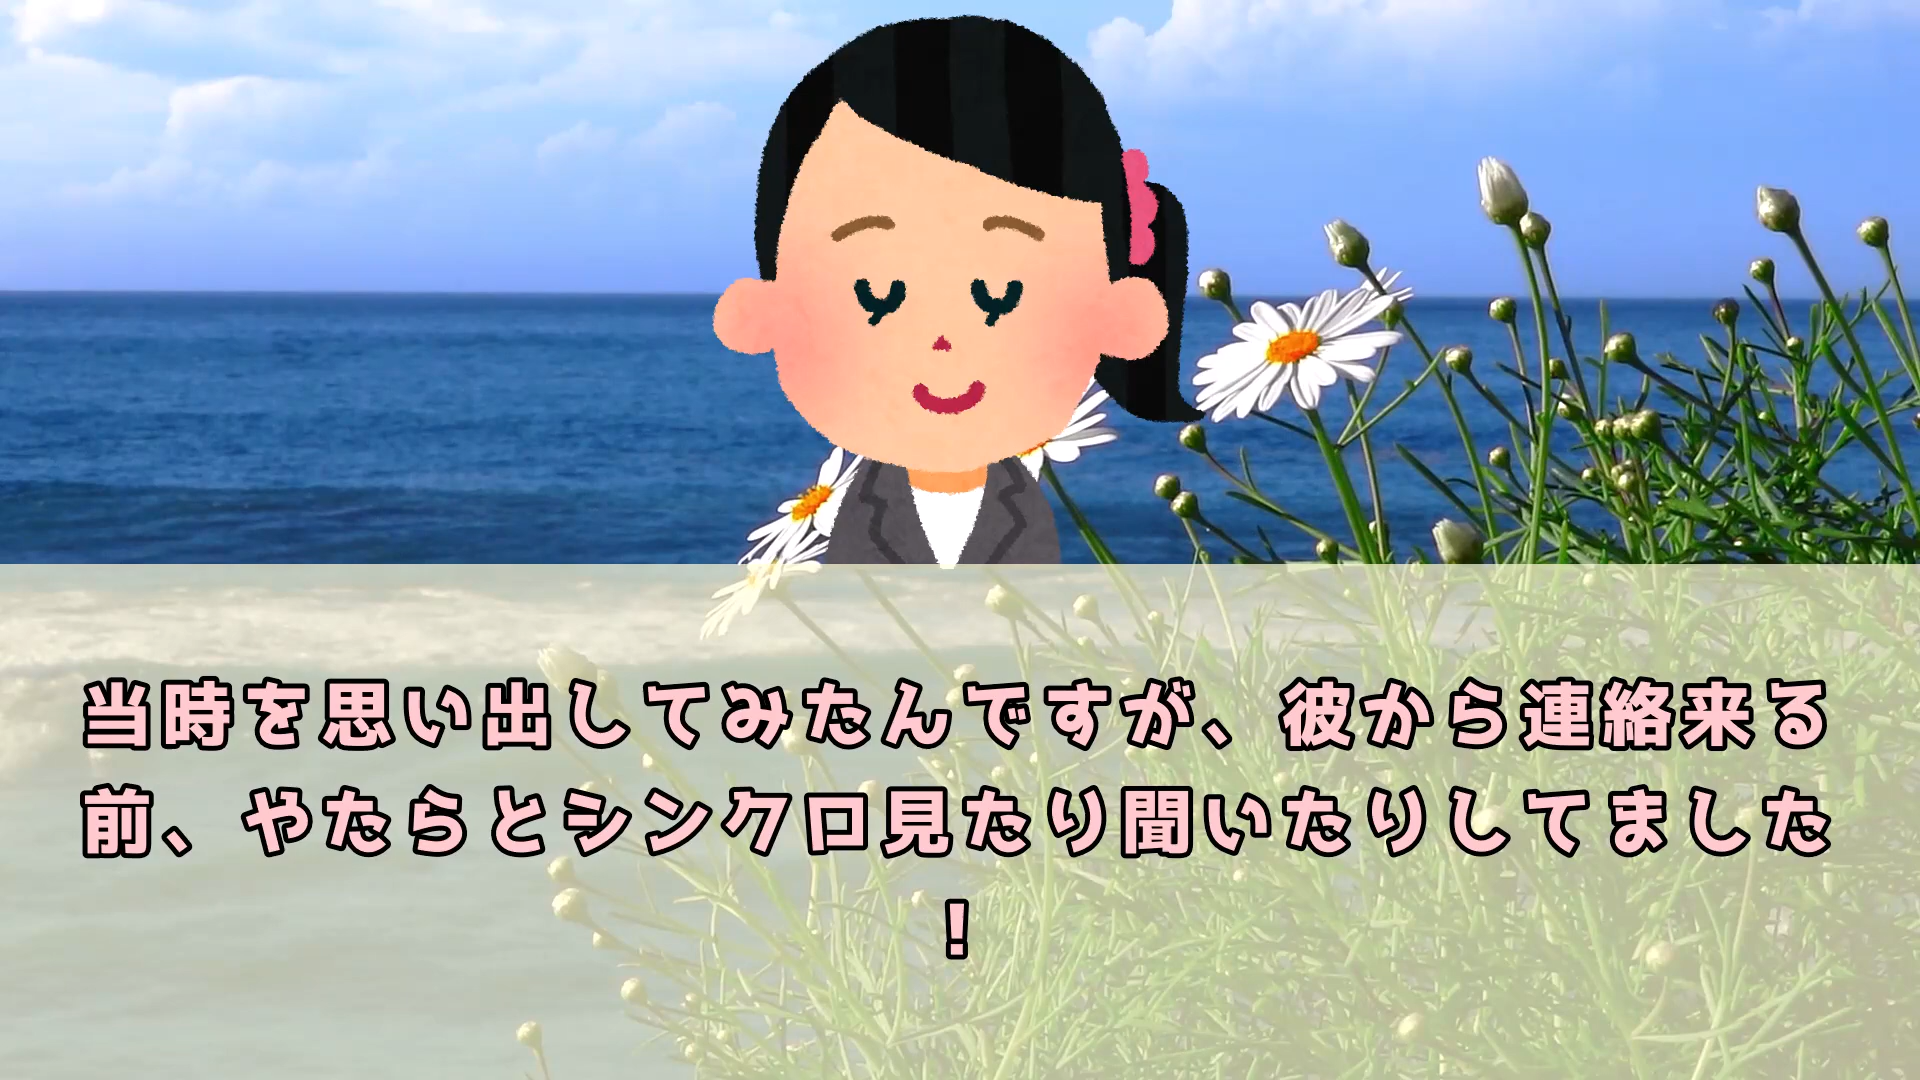 当時を思い出してみたんですが、彼から連絡来る
前、やたらとシンクロ見たり聞いたりしてました
！